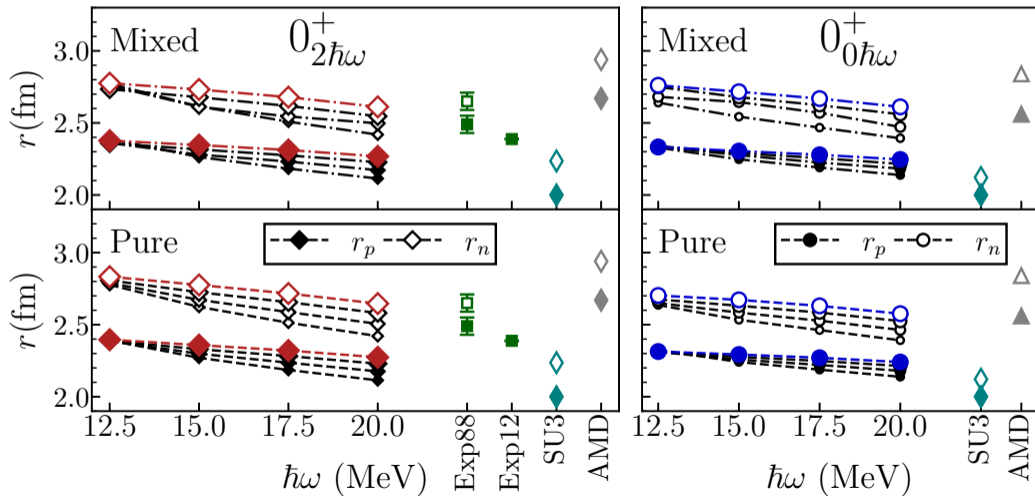 Mixed 0⁺₂ℏω
Mixed 0⁺₀ℏω
r(fm)
3.0
2.5
2.0
Pure
r_p r_n
Pure
r_p r_n
r(fm)
3.0
2.5
2.0
12.5 15.0 17.5 20.0 Exp88 Exp12 SU3 AMD
12.5 15.0 17.5 20.0 SU3 AMD
ℏω (MeV)
ℏω (MeV)